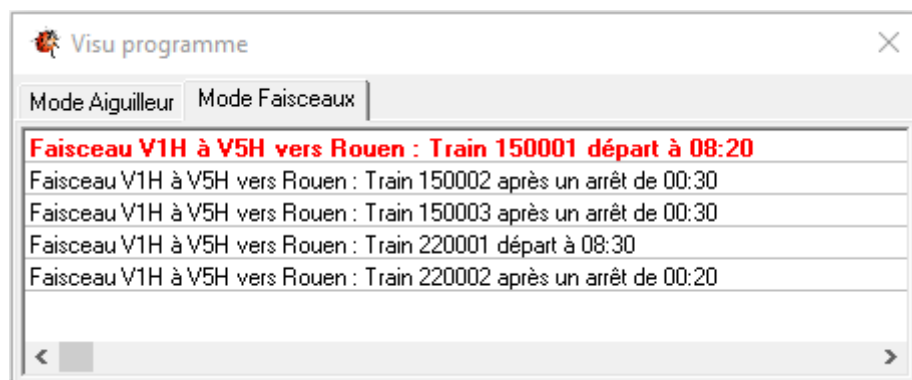 Visu programme
Mode Aiguilleur Mode Faisceaux
Faisceau V1H à V5H vers Rouen : Train 150001 départ à 08:20
Faisceau V1H à V5H vers Rouen : Train 150002 après un arrêt de 00:30
Faisceau V1H à V5H vers Rouen : Train 150003 après un arrêt de 00:30
Faisceau V1H à V5H vers Rouen : Train 220001 départ à 08:30
Faisceau V1H à V5H vers Rouen : Train 220002 après un arrêt de 00:20